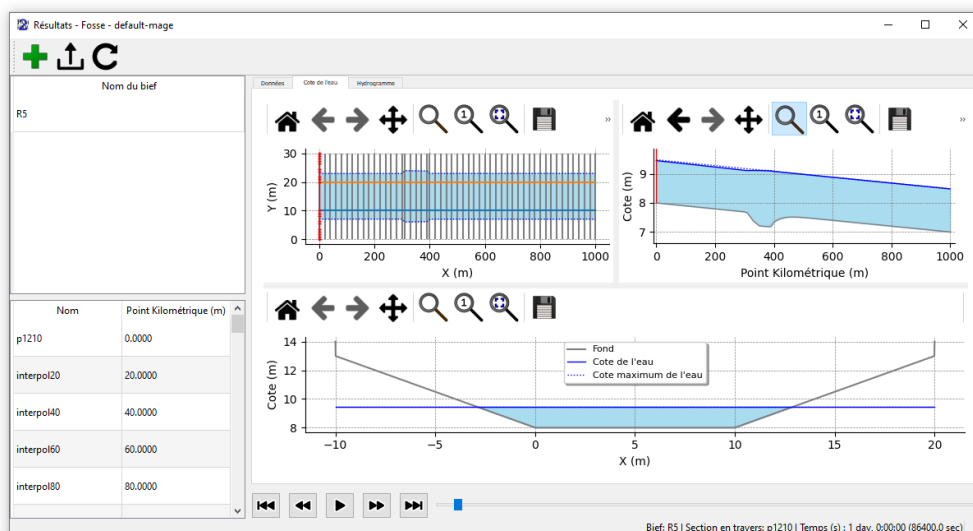 Résultats - Fosse - default-mage
Nom du bief
R5
Nom Point Kilométrique (m)
p1210 0.0000
interpol20 20.0000
interpol40 40.0000
interpol60 60.0000
interpol80 80.0000
Données Cote de l'eau Hydrogramme
1
»
30
20
10
0
Y (m)
0 200 400 600 800 1000
X (m)
1
»
9
8
7
Cote (m)
0 200 400 600 800 1000
Point Kilométrique (m)
1
14
12
10
8
Cote (m)
Fond
Cote de l'eau
Cote maximum de l'eau
−10 −5 0 5 10 15 20
X (m)
Bief: R5 | Section en travers: p1210 | Temps (s) : 1 day, 0:00:00 (86400.0 sec)